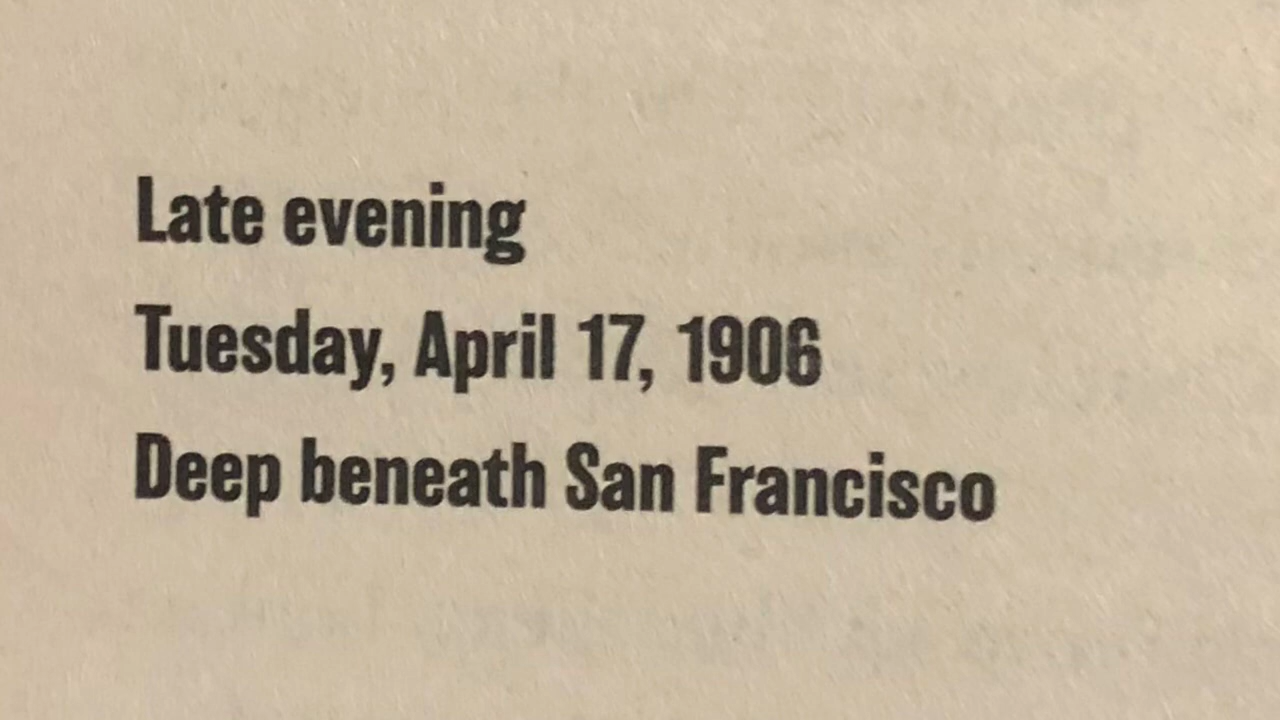 Late evening
Tuesday, April 17, 1906
Deep beneath San Francisco